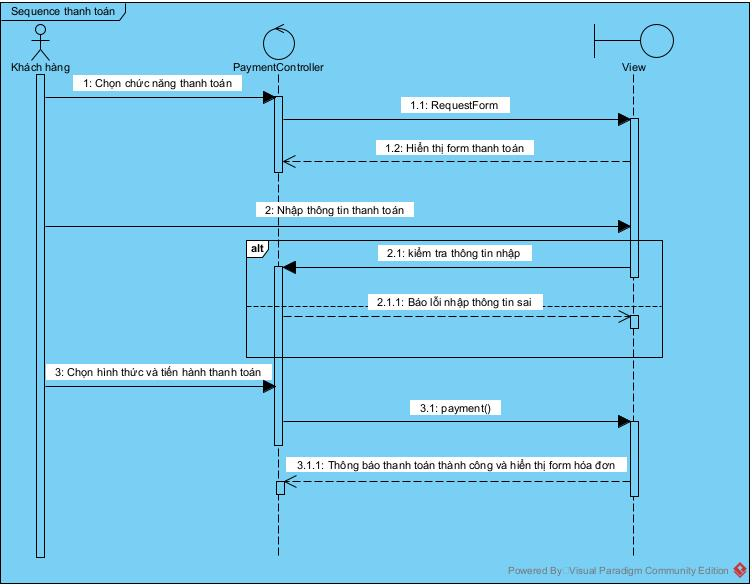 Sequence thanh toán
Khách hàng
PaymentController
View
1: Chọn chức năng thanh toán
1.1: RequestForm
1.2: Hiển thị form thanh toán
2: Nhập thông tin thanh toán
alt
2.1: kiểm tra thông tin nhập
2.1.1: Báo lỗi nhập thông tin sai
3: Chọn hình thức và tiến hành thanh toán
3.1: payment()
3.1.1: Thông báo thanh toán thành công và hiển thị form hóa đơn
Powered By Visual Paradigm Community Edition